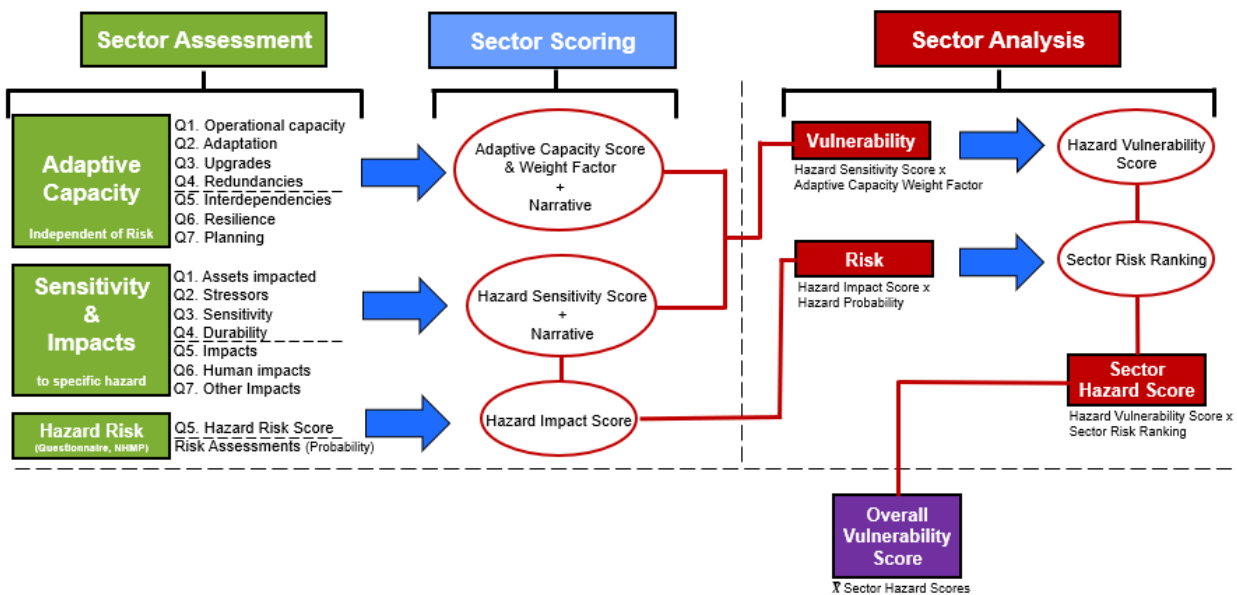 Sector Assessment
Sector Scoring
Sector Analysis
Adaptive
Capacity
Independent of Risk
Q1. Operational capacity
Q2. Adaptation
Q3. Upgrades
Q4. Redundancies
Q5. Interdependencies
Q6. Resilience
Q7. Planning
Adaptive Capacity Score
& Weight Factor
+
Narrative
Vulnerability
Hazard Sensitivity Score x
Adaptive Capacity Weight Factor
Hazard Vulnerability
Score
Sensitivity
&
Impacts
to specific hazard
Q1. Assets impacted
Q2. Stressors
Q3. Sensitivity
Q4. Durability
Q5. Impacts
Q6. Human impacts
Q7. Other Impacts
Hazard Sensitivity Score
+
Narrative
Risk
Hazard Impact Score x
Hazard Probability
Sector Risk Ranking
Hazard Risk
(Questionnaire, NHMP)
Q5. Hazard Risk Score
Risk Assessments (Probability)
Hazard Impact Score
Sector
Hazard Score
Hazard Vulnerability Score x
Sector Risk Ranking
Overall
Vulnerability
Score
Sector Hazard Scores